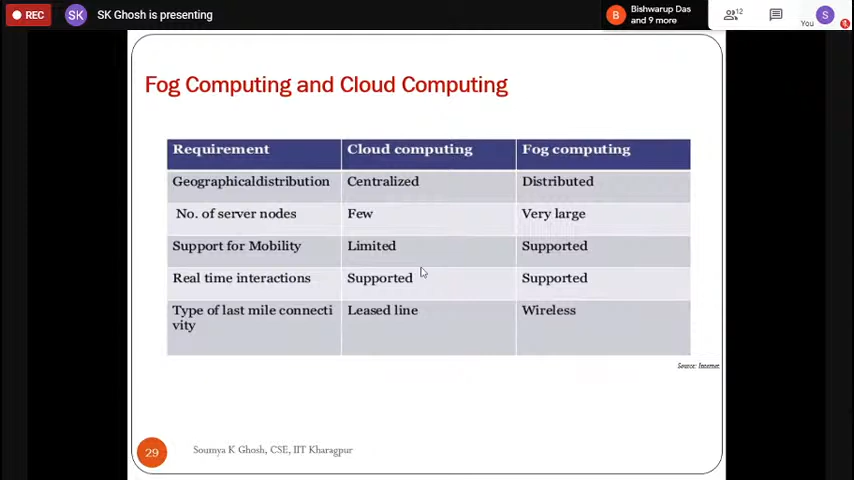 REC
SK
SK Ghosh is presenting
B
Bishwarup Das
and 9 more
12
You
S
Fog Computing and Cloud Computing
Requirement Cloud computing Fog computing
Geographicaldistribution Centralized Distributed
No. of server nodes Few Very large
Support for Mobility Limited Supported
Real time interactions Supported Supported
Type of last mile connecti Leased line Wireless
vity
Source: Internet
29
Soumya K Ghosh, CSE, IIT Kharagpur